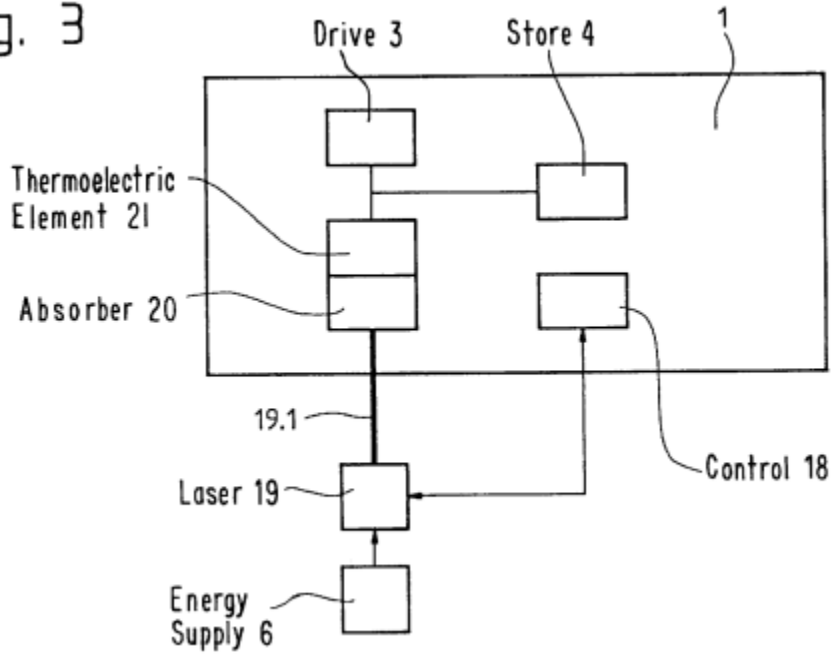 g. 3
Drive 3
Store 4
1
Thermoelectric
Element 21
Absorber 20
19.1
Laser 19
Control 18
Energy
Supply 6